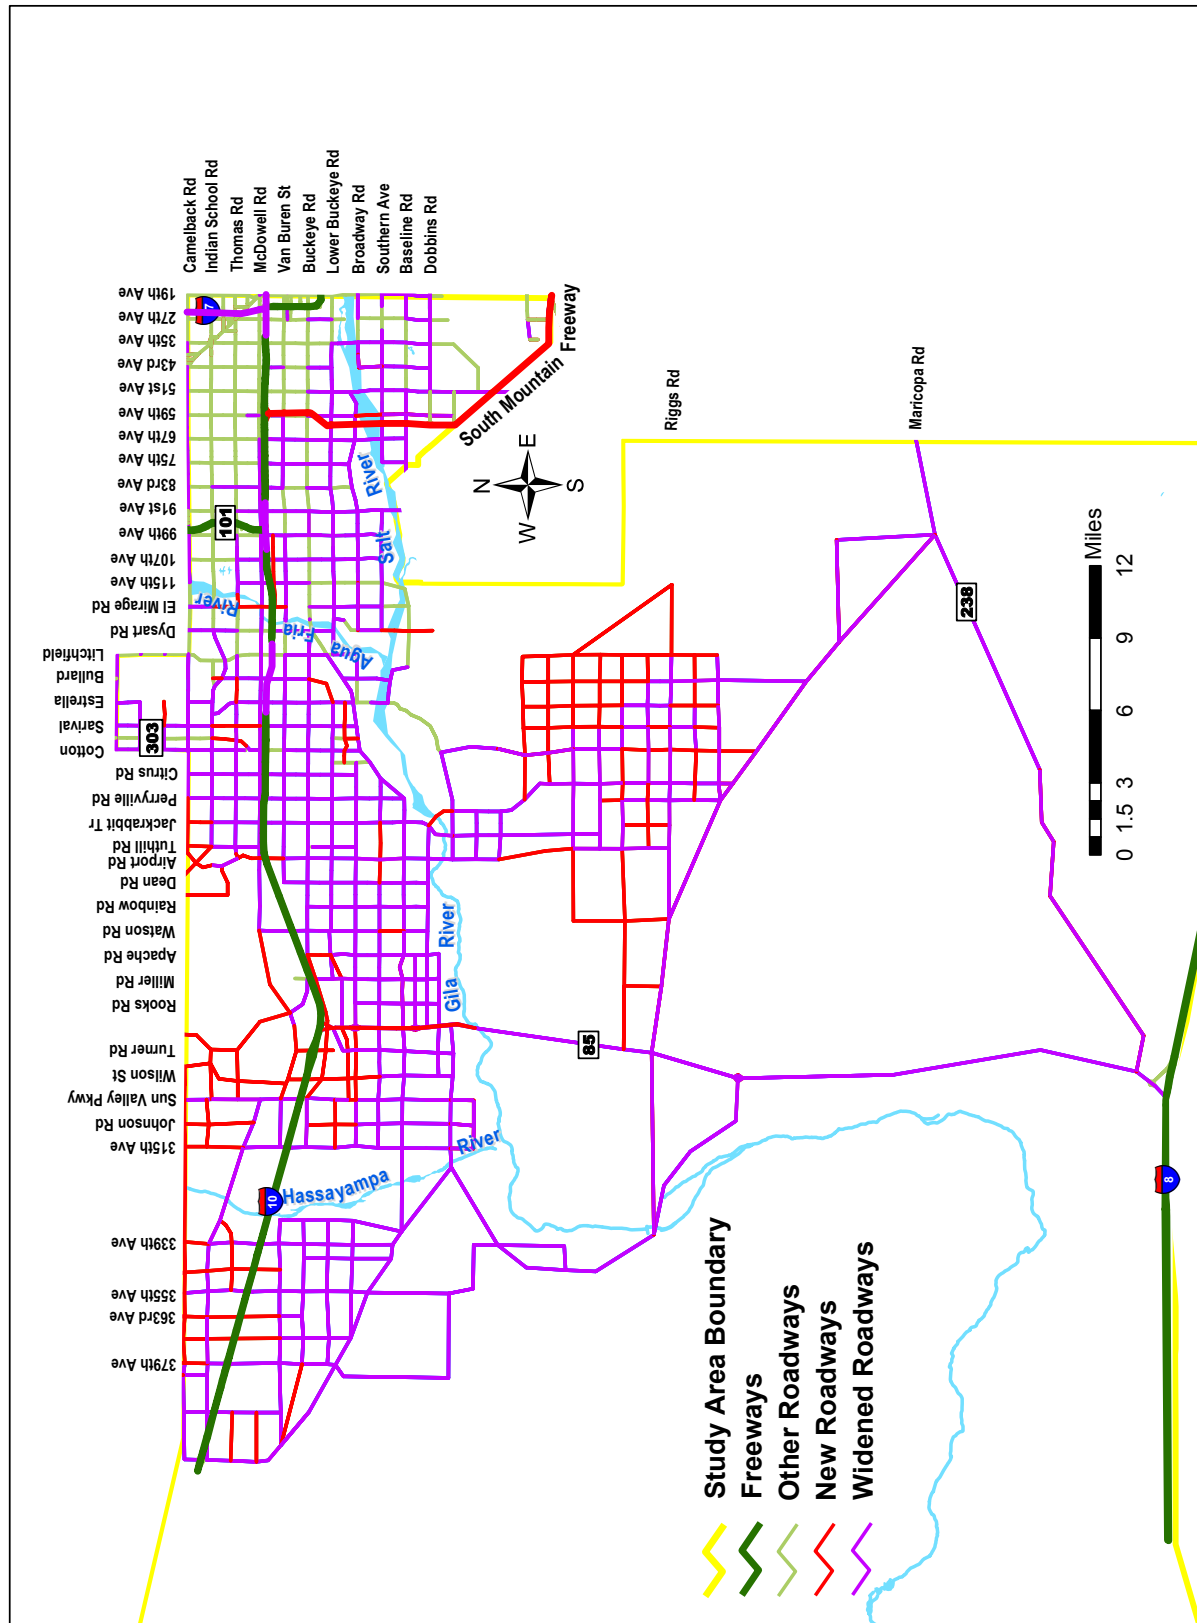 Camelback Rd
Indian School Rd
Thomas Rd
McDowell Rd
Van Buren St
Buckeye Rd
Lower Buckeye Rd
Broadway Rd
Southern Ave
Baseline Rd
Dobbins Rd
19th Ave
27th Ave
35th Ave
43rd Ave
51st Ave
59th Ave
67th Ave
75th Ave
83rd Ave
91st Ave
99th Ave
107th Ave
115th Ave
El Mirage Rd
Dysart Rd
Litchfield
Bullard
Estrella
Sarival
Cotton
Citrus Rd
Perryville Rd
Jackrabbit Tr
Tuthill Rd
Airport Rd
Dean Rd
Rainbow Rd
Watson Rd
Apache Rd
Miller Rd
Rooks Rd
Turner Rd
Wilson St
Sun Valley Pkwy
Johnson Rd
315th Ave
339th Ave
355th Ave
363rd Ave
379th Ave
7
101
303
10
85
238
8
South Mountain
Freeway
Riggs Rd
Maricopa Rd
Salt
River
Agua
Fria
River
Gila
River
Hassayampa
River
N
E
S
W
0 1.5 3 6 9 12
Miles
Study Area Boundary
Freeways
Other Roadways
New Roadways
Widened Roadways